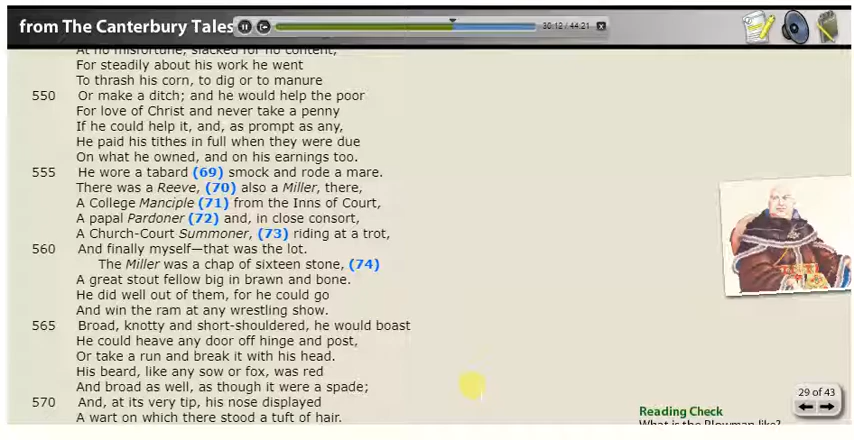 from The Canterbury Tales
30:12 / 44:21
At no misfortune, slacked for no content,
For steadily about his work he went
To thrash his corn, to dig or to manure
550 Or make a ditch; and he would help the poor
For love of Christ and never take a penny
If he could help it, and, as prompt as any,
He paid his tithes in full when they were due
On what he owned, and on his earnings too.
555 He wore a tabard (69) smock and rode a mare.
There was a Reeve, (70) also a Miller, there,
A College Manciple (71) from the Inns of Court,
A papal Pardoner (72) and, in close consort,
A Church-Court Summoner, (73) riding at a trot,
560 And finally myself—that was the lot.
The Miller was a chap of sixteen stone, (74)
A great stout fellow big in brawn and bone.
He did well out of them, for he could go
And win the ram at any wrestling show.
565 Broad, knotty and short-shouldered, he would boast
He could heave any door off hinge and post,
Or take a run and break it with his head.
His beard, like any sow or fox, was red
And broad as well, as though it were a spade;
570 And, at its very tip, his nose displayed
A wart on which there stood a tuft of hair.
29 of 43
Reading Check
What is the Plowman like?